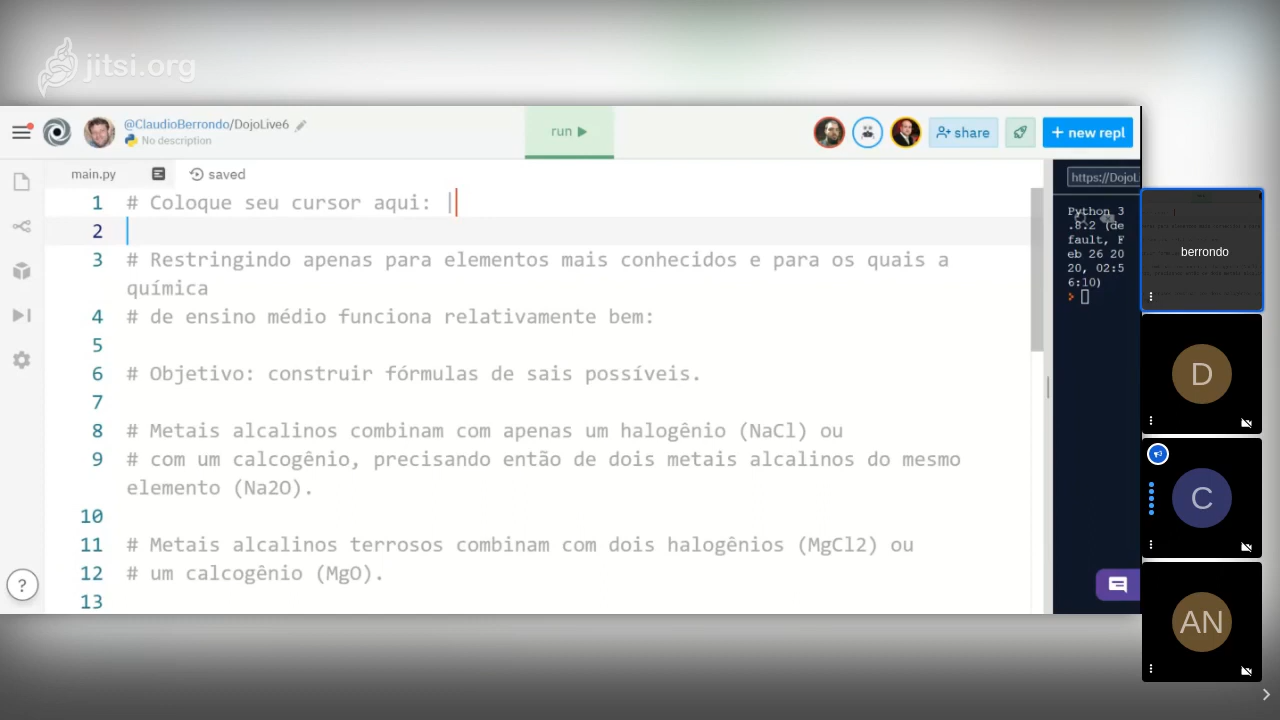 jitsi.org
@ClaudioBerrondo/DojoLive6
No description
run
share
+ new repl
main.py
saved
https://DojoL
1 # Coloque seu cursor aqui: |
2
3 # Restringindo apenas para elementos mais conhecidos e para os quais a
química
4 # de ensino médio funciona relativamente bem:
5
6 # Objetivo: construir fórmulas de sais possíveis.
7
8 # Metais alcalinos combinam com apenas um halogênio (NaCl) ou
9 # com um calcogênio, precisando então de dois metais alcalinos do mesmo
elemento (Na2O).
10
11 # Metais alcalinos terrosos combinam com dois halogênios (MgCl2) ou
12 # um calcogênio (MgO).
13
?
Python 3
.8.2 (de
fault, F
eb 26 20
20, 02:5
6:10)
berrondo
D
C
AN